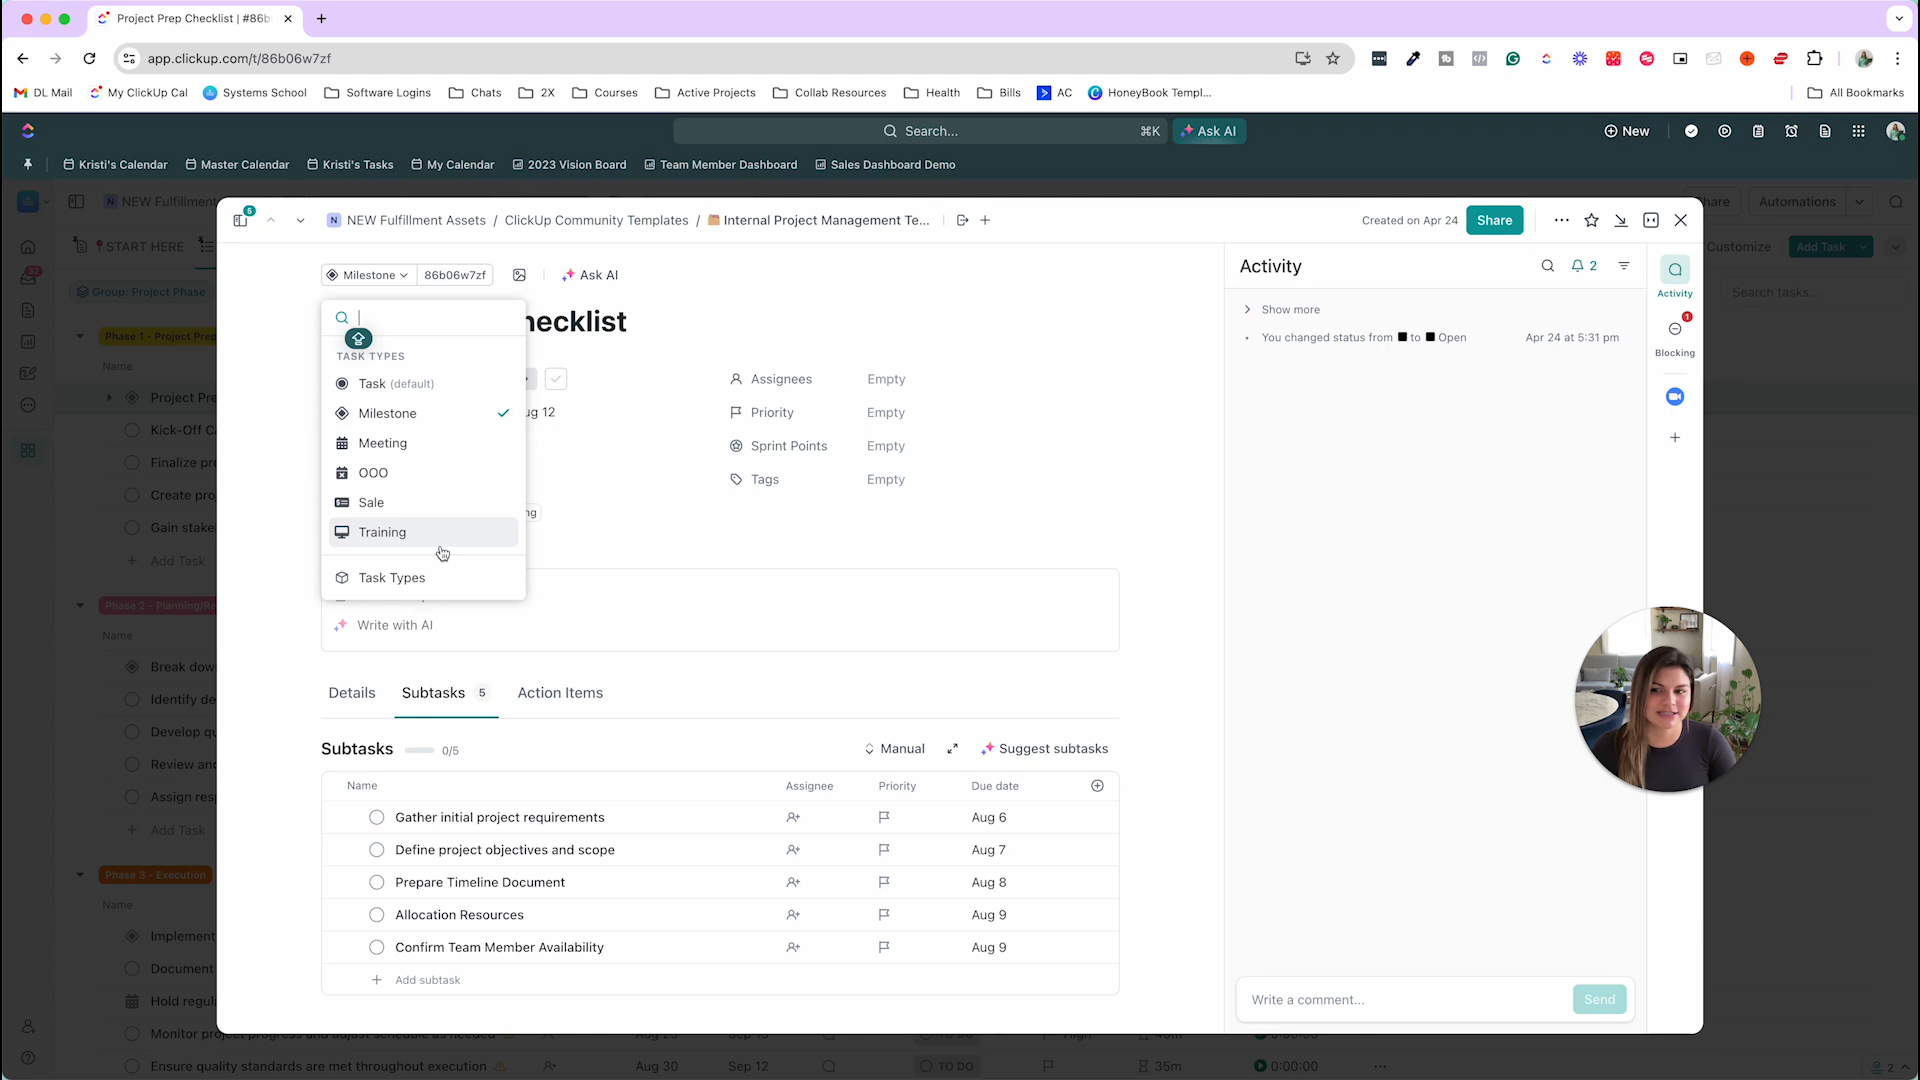 Project Prep Checklist | #86b
app.clickup.com/t/86b06w7zf
DL Mail
My ClickUp Cal
Systems School
Software Logins
Chats
2X
Courses
Active Projects
Collab Resources
Health
Bills
AC
HoneyBook Templ...
All Bookmarks
Search...
⌘K
Ask AI
New
Kristi's Calendar
Master Calendar
Kristi's Tasks
My Calendar
2023 Vision Board
Team Member Dashboard
Sales Dashboard Demo
NEW Fulfillment
Automations
START HERE
Customize
Add Task
32
Group: Project Phase
Search tasks...
Phase 1 - Project Prep
Name
Project Pre
Kick-Off C
Finalize pr
Create pro
Gain stake
Add Task
Phase 2 - Planning/Re
Name
Break dow
Identify de
Develop qu
Review and
Assign res
Add Task
Phase 3 - Execution
Name
Implement
Document
Hold regul
Monitor project progress and adjust schedule as needed
Ensure quality standards are met throughout execution
Aug 30
Sep 12
TO DO
35m
0:00:00
2
5
NEW Fulfillment Assets / ClickUp Community Templates / Internal Project Management Te...
Created on Apr 24
Share
Milestone
86b06w7zf
Ask AI
hecklist
TASK TYPES
Task (default)
Milestone
Meeting
OOO
Sale
Training
Task Types
ug 12
ng
Assignees Empty
Priority Empty
Sprint Points Empty
Tags Empty
Write with AI
Details
Subtasks 5
Action Items
Subtasks 0/5
Manual
Suggest subtasks
Name Assignee Priority Due date
Gather initial project requirements Aug 6
Define project objectives and scope Aug 7
Prepare Timeline Document Aug 8
Allocation Resources Aug 9
Confirm Team Member Availability Aug 9
Add subtask
Activity
2
Show more
You changed status from to Open Apr 24 at 5:31 pm
Write a comment...
Send
Activity
1
Blocking